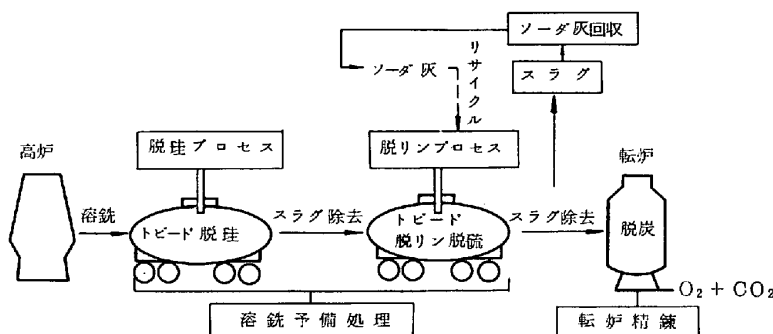 ソーダ灰回収
リサイクル
ソーダ灰
スラグ
脱珪プロセス
脱リンプロセス
高炉
転炉
溶銑
トピード脱珪
スラグ除去
トピード
脱リン脱硫
スラグ除去
脱炭
O₂ + CO₂
溶銑予備処理
転炉精錬